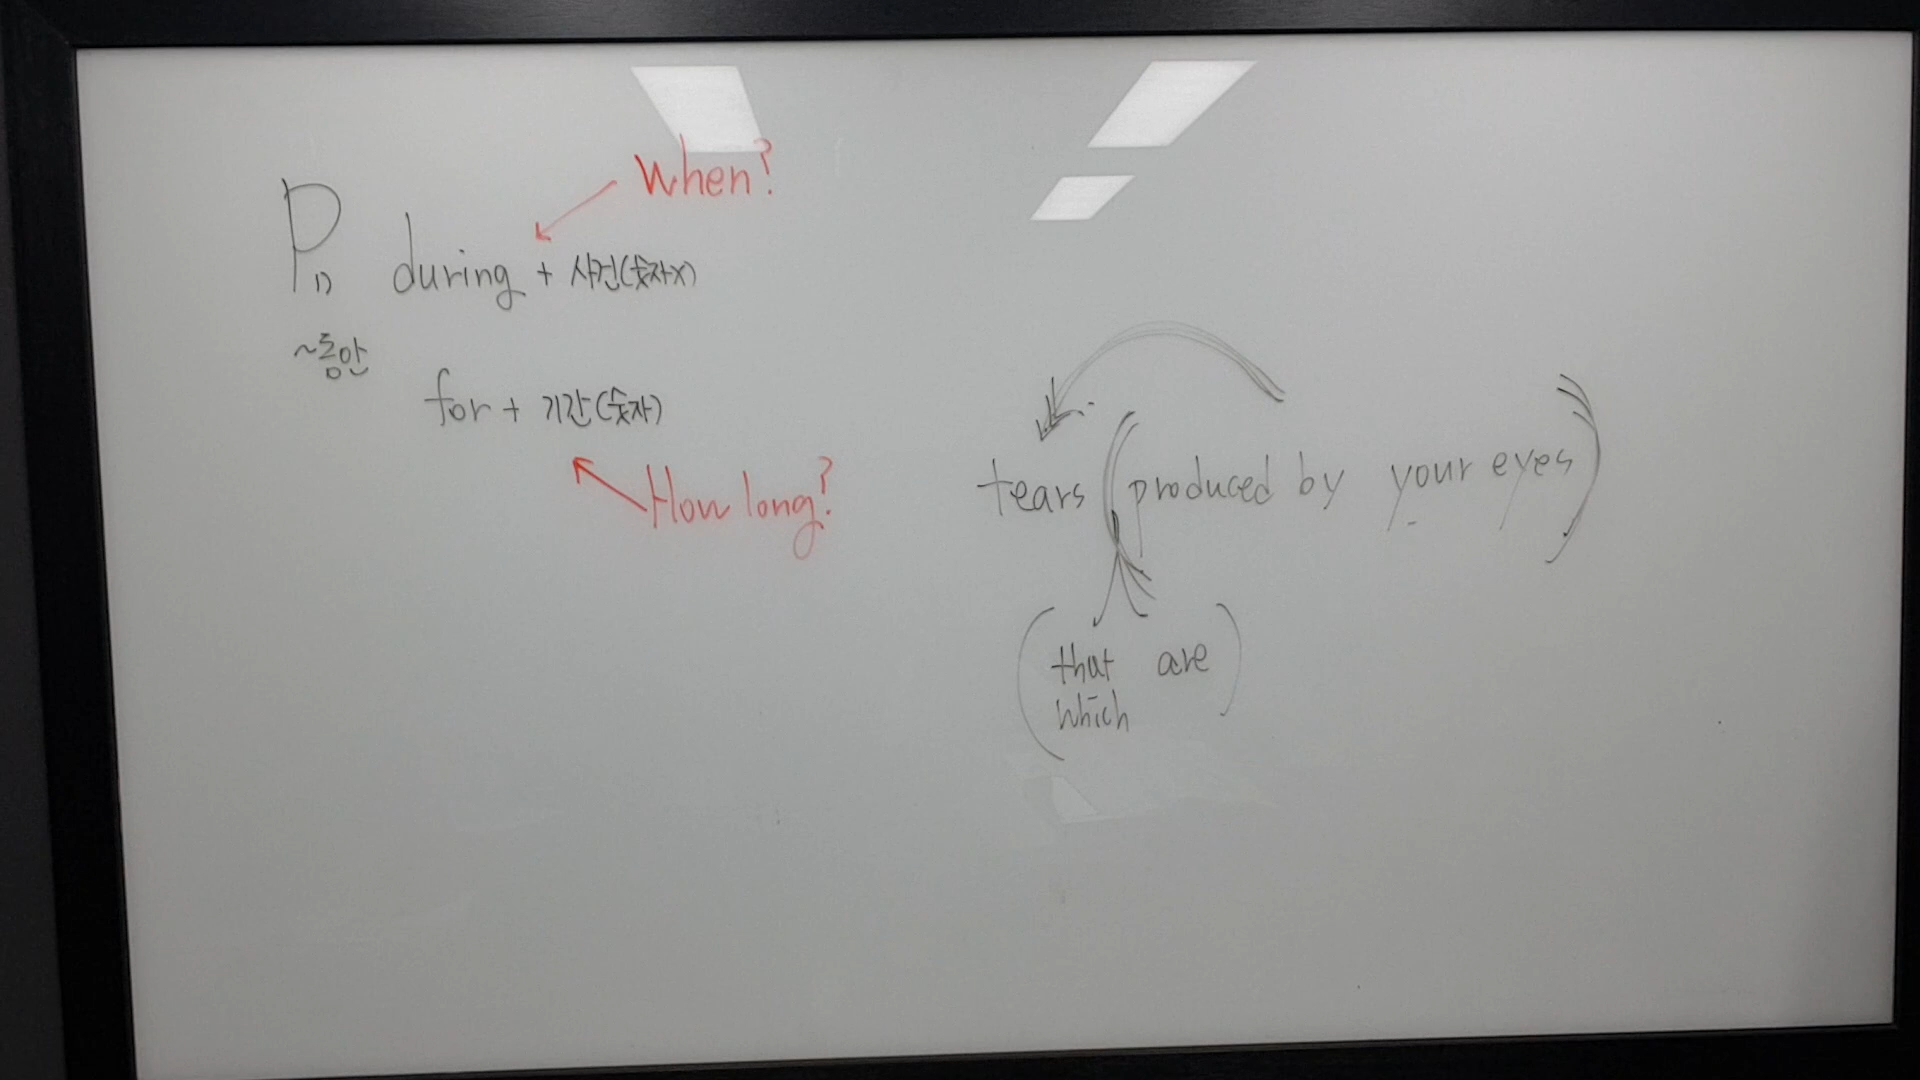 When?
P. 1)
during + 사건(숫자x)
~동안
for + 기간(숫자)
How long?
tears (produced by your eyes)
(that are)
which